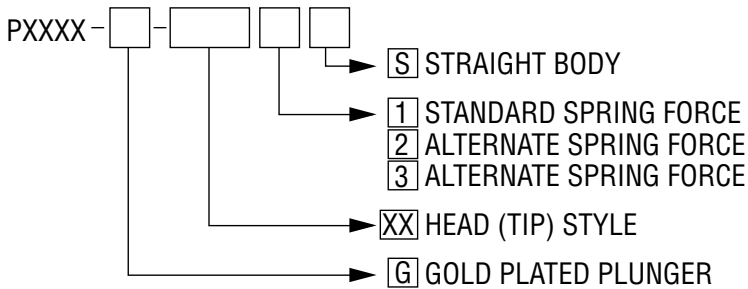 PXXXX - -
S STRAIGHT BODY
1 STANDARD SPRING FORCE
2 ALTERNATE SPRING FORCE
3 ALTERNATE SPRING FORCE
XX HEAD (TIP) STYLE
G GOLD PLATED PLUNGER